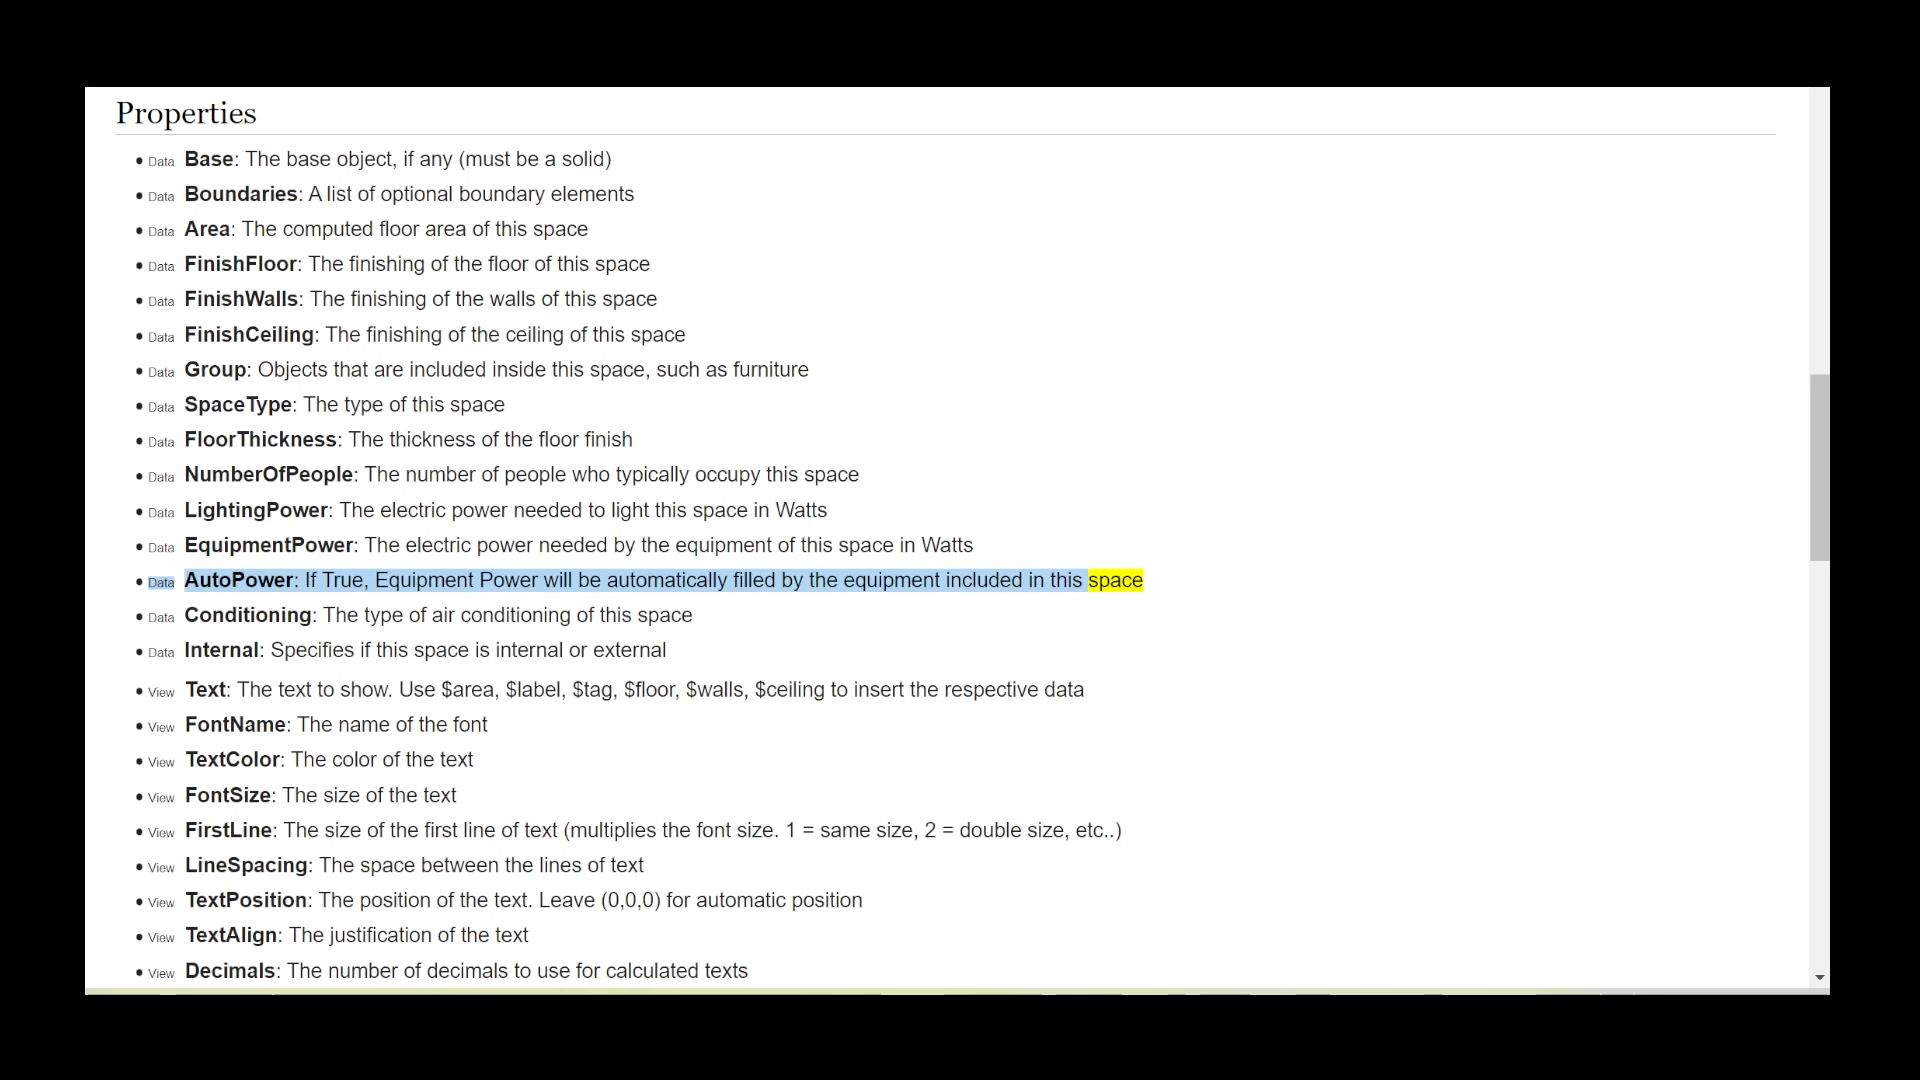 Properties
• Data Base: The base object, if any (must be a solid)
• Data Boundaries: A list of optional boundary elements
• Data Area: The computed floor area of this space
• Data FinishFloor: The finishing of the floor of this space
• Data FinishWalls: The finishing of the walls of this space
• Data FinishCeiling: The finishing of the ceiling of this space
• Data Group: Objects that are included inside this space, such as furniture
• Data SpaceType: The type of this space
• Data FloorThickness: The thickness of the floor finish
• Data NumberOfPeople: The number of people who typically occupy this space
• Data LightingPower: The electric power needed to light this space in Watts
• Data EquipmentPower: The electric power needed by the equipment of this space in Watts
• Data AutoPower: If True, Equipment Power will be automatically filled by the equipment included in this space
• Data Conditioning: The type of air conditioning of this space
• Data Internal: Specifies if this space is internal or external
• View Text: The text to show. Use $area, $label, $tag, $floor, $walls, $ceiling to insert the respective data
• View FontName: The name of the font
• View TextColor: The color of the text
• View FontSize: The size of the text
• View FirstLine: The size of the first line of text (multiplies the font size. 1 = same size, 2 = double size, etc..)
• View LineSpacing: The space between the lines of text
• View TextPosition: The position of the text. Leave (0,0,0) for automatic position
• View TextAlign: The justification of the text
• View Decimals: The number of decimals to use for calculated texts